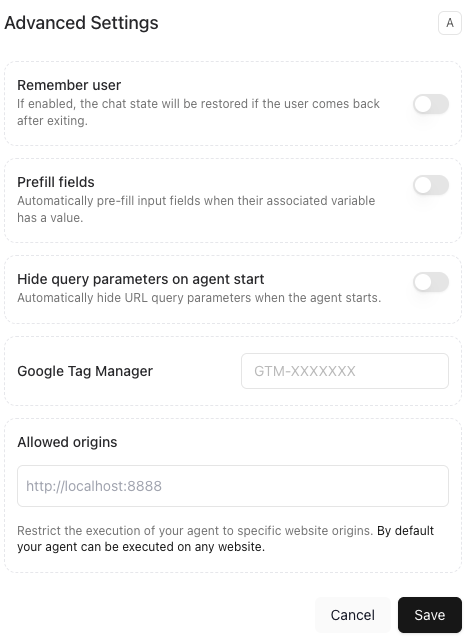 Advanced Settings
A
Remember user
If enabled, the chat state will be restored if the user comes back
after exiting.
Prefill fields
Automatically pre-fill input fields when their associated variable
has a value.
Hide query parameters on agent start
Automatically hide URL query parameters when the agent starts.
Google Tag Manager
GTM-XXXXXXX
Allowed origins
http://localhost:8888
Restrict the execution of your agent to specific website origins. By default
your agent can be executed on any website.
Cancel
Save